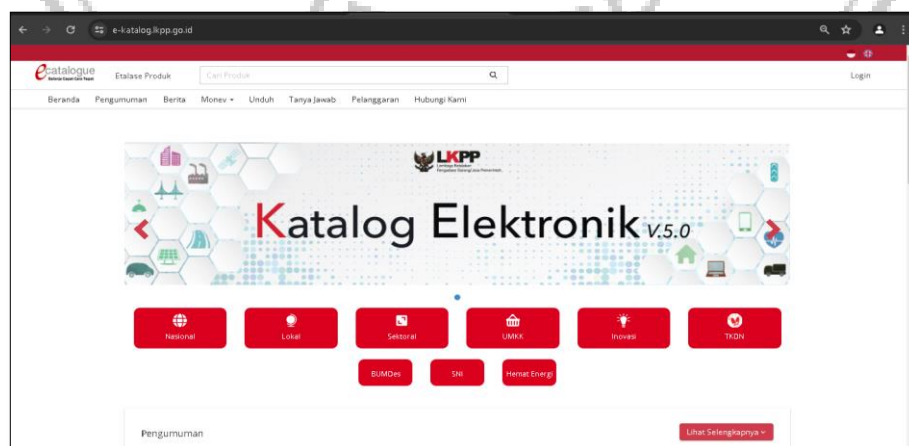 e-katalog.lkpp.go.id
ecatalogue
Etalase Produk
Cari Produk
Login
Beranda Pengumuman Berita Monev Unduh Tanya Jawab Pelanggaran Hubungi Kami
LKPP
Katalog Elektronik V.5.0
Nasional Lokal Sektoral UMKK Inovasi TKDN
BUMDes SNI Hemat Energi
Pengumuman
Lihat Selengkapnya